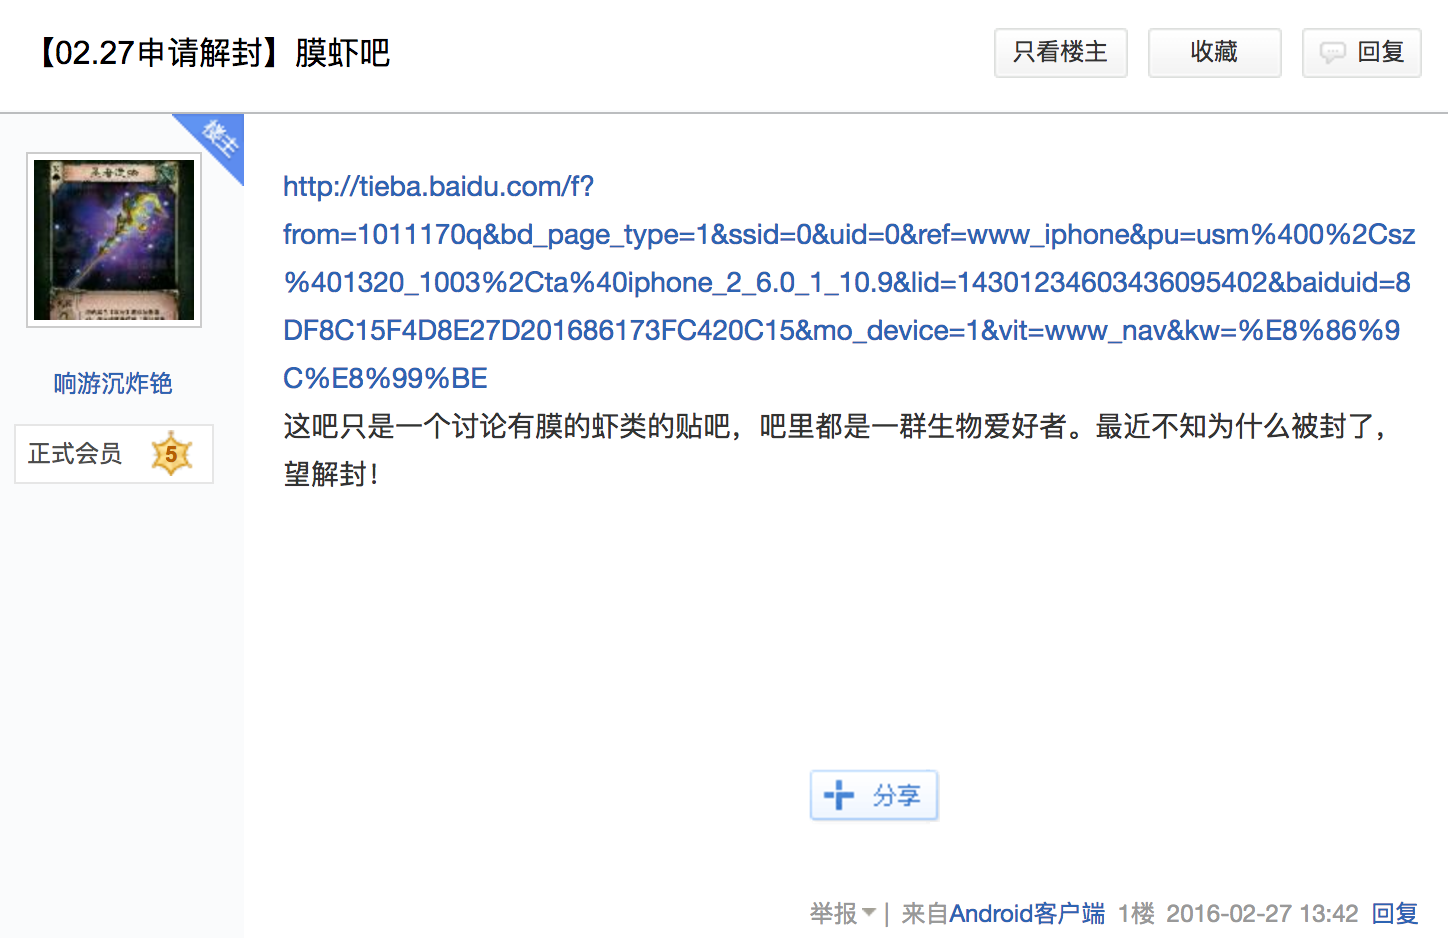 【02.27申请解封】膜虾吧
只看楼主
收藏
回复
楼主
http://tieba.baidu.com/f?
from=1011170q&bd_page_type=1&ssid=0&uid=0&ref=www_iphone&pu=usm%400%2Csz
%401320_1003%2Cta%40iphone_2_6.0_1_10.9&lid=14301234603436095402&baiduid=8
DF8C15F4D8E27D201686173FC420C15&mo_device=1&vit=www_nav&kw=%E8%86%9
C%E8%99%BE
这吧只是一个讨论有膜的虾类的贴吧，吧里都是一群生物爱好者。最近不知为什么被封了，
望解封！
响游沉炸铯
正式会员 5
分享
举报 | 来自Android客户端 1楼 2016-02-27 13:42 回复